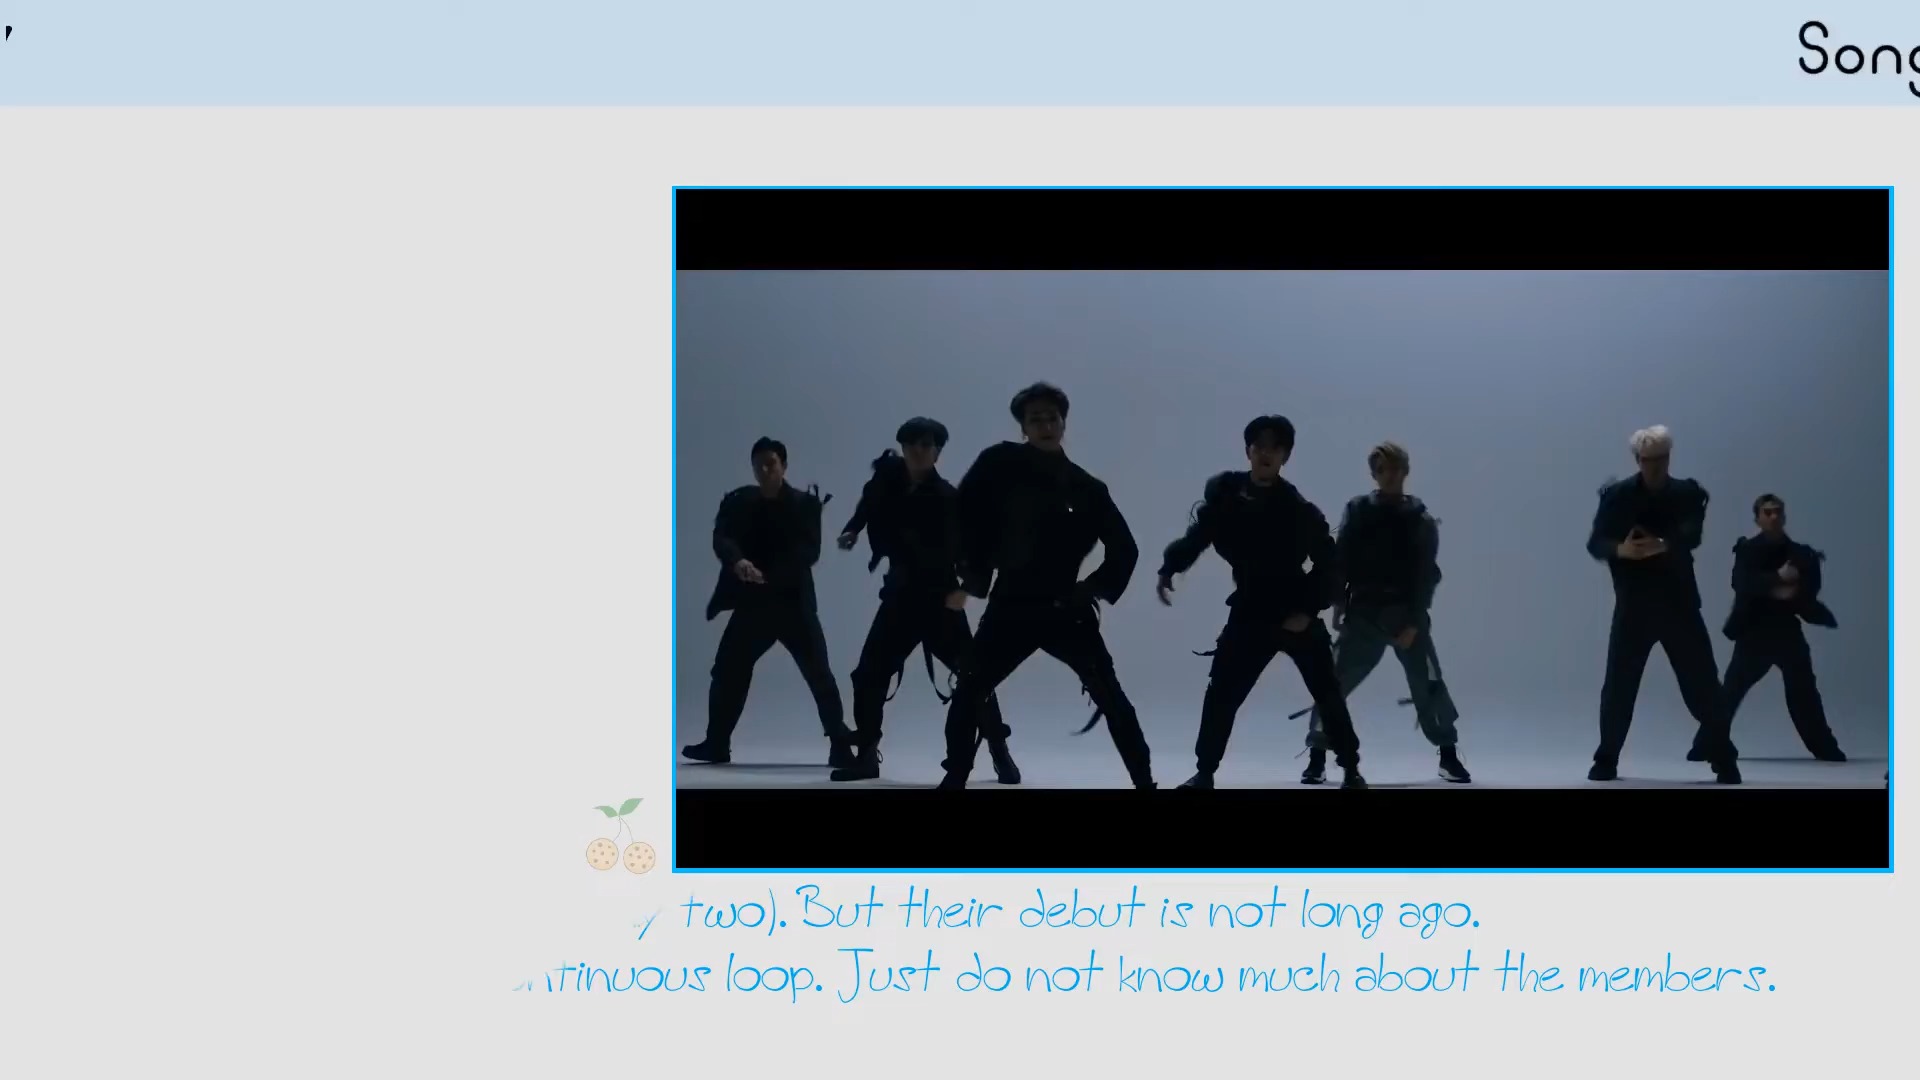 Song
two). But their debut is not long ago.
tinuous loop. Just do not know much about the members.